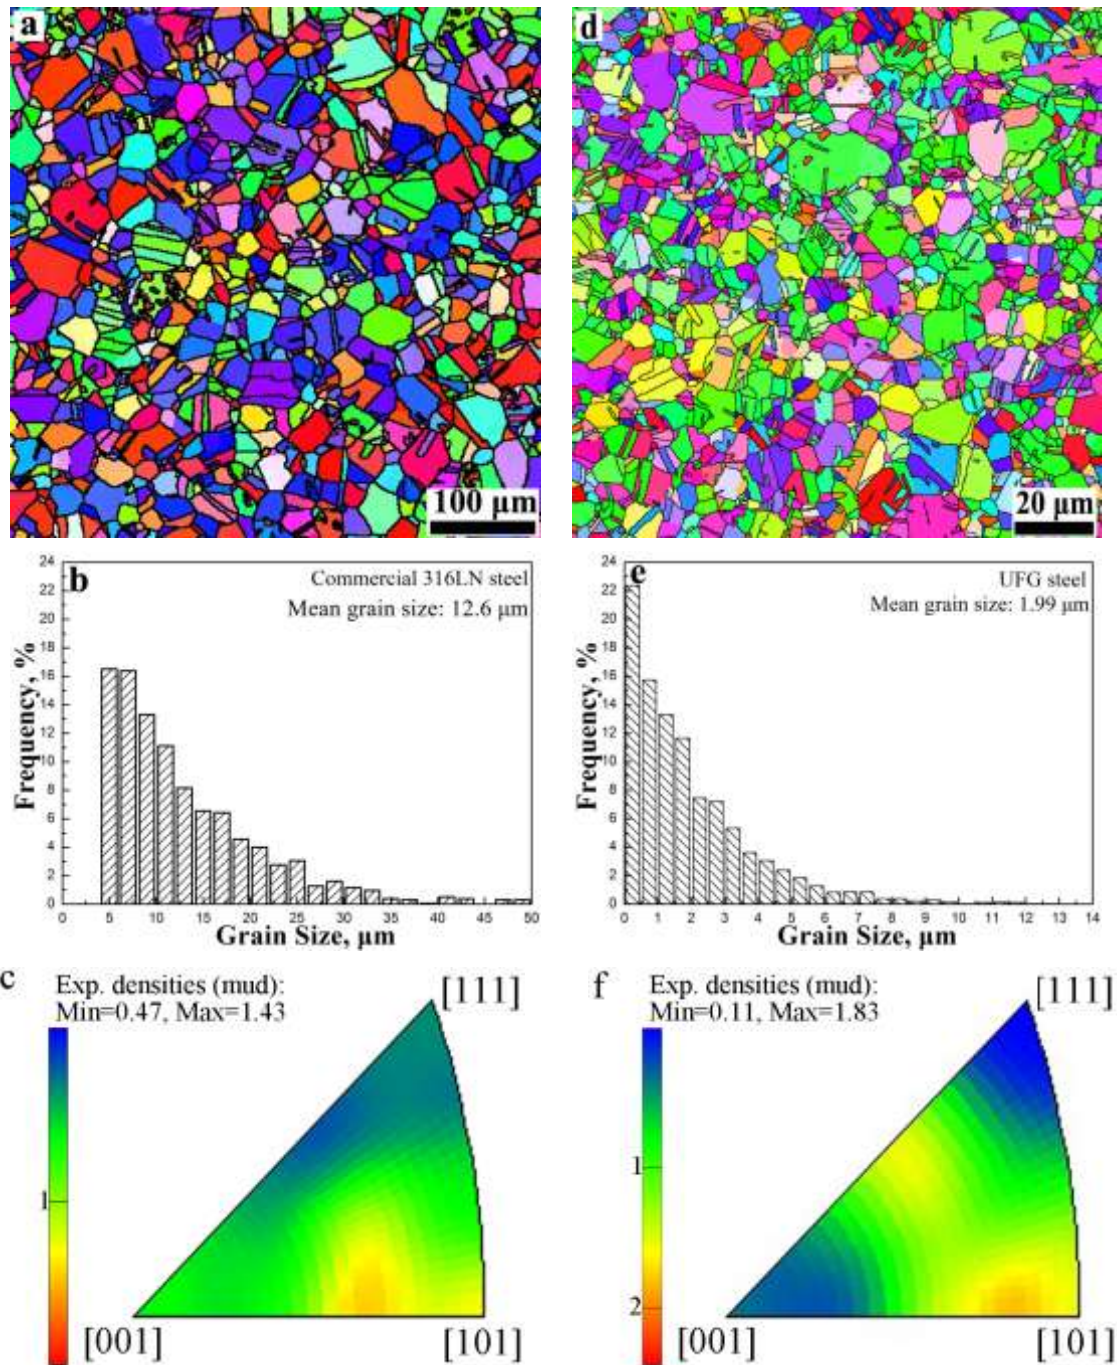 a
100 μm
d
20 μm
b
Commercial 316LN steel
Mean grain size: 12.6 μm
Frequency, %
24
22
20
18
16
14
12
10
8
6
4
2
0
0 5 10 15 20 25 30 35 40 45 50
Grain Size, μm
e
UFG steel
Mean grain size: 1.99 μm
Frequency, %
24
22
20
18
16
14
12
10
8
6
4
2
0
0 1 2 3 4 5 6 7 8 9 10 11 12 13 14
Grain Size, μm
c
Exp. densities (mud):
Min=0.47, Max=1.43
[111]
1
[001]
[101]
f
Exp. densities (mud):
Min=0.11, Max=1.83
[111]
1
2
[001]
[101]